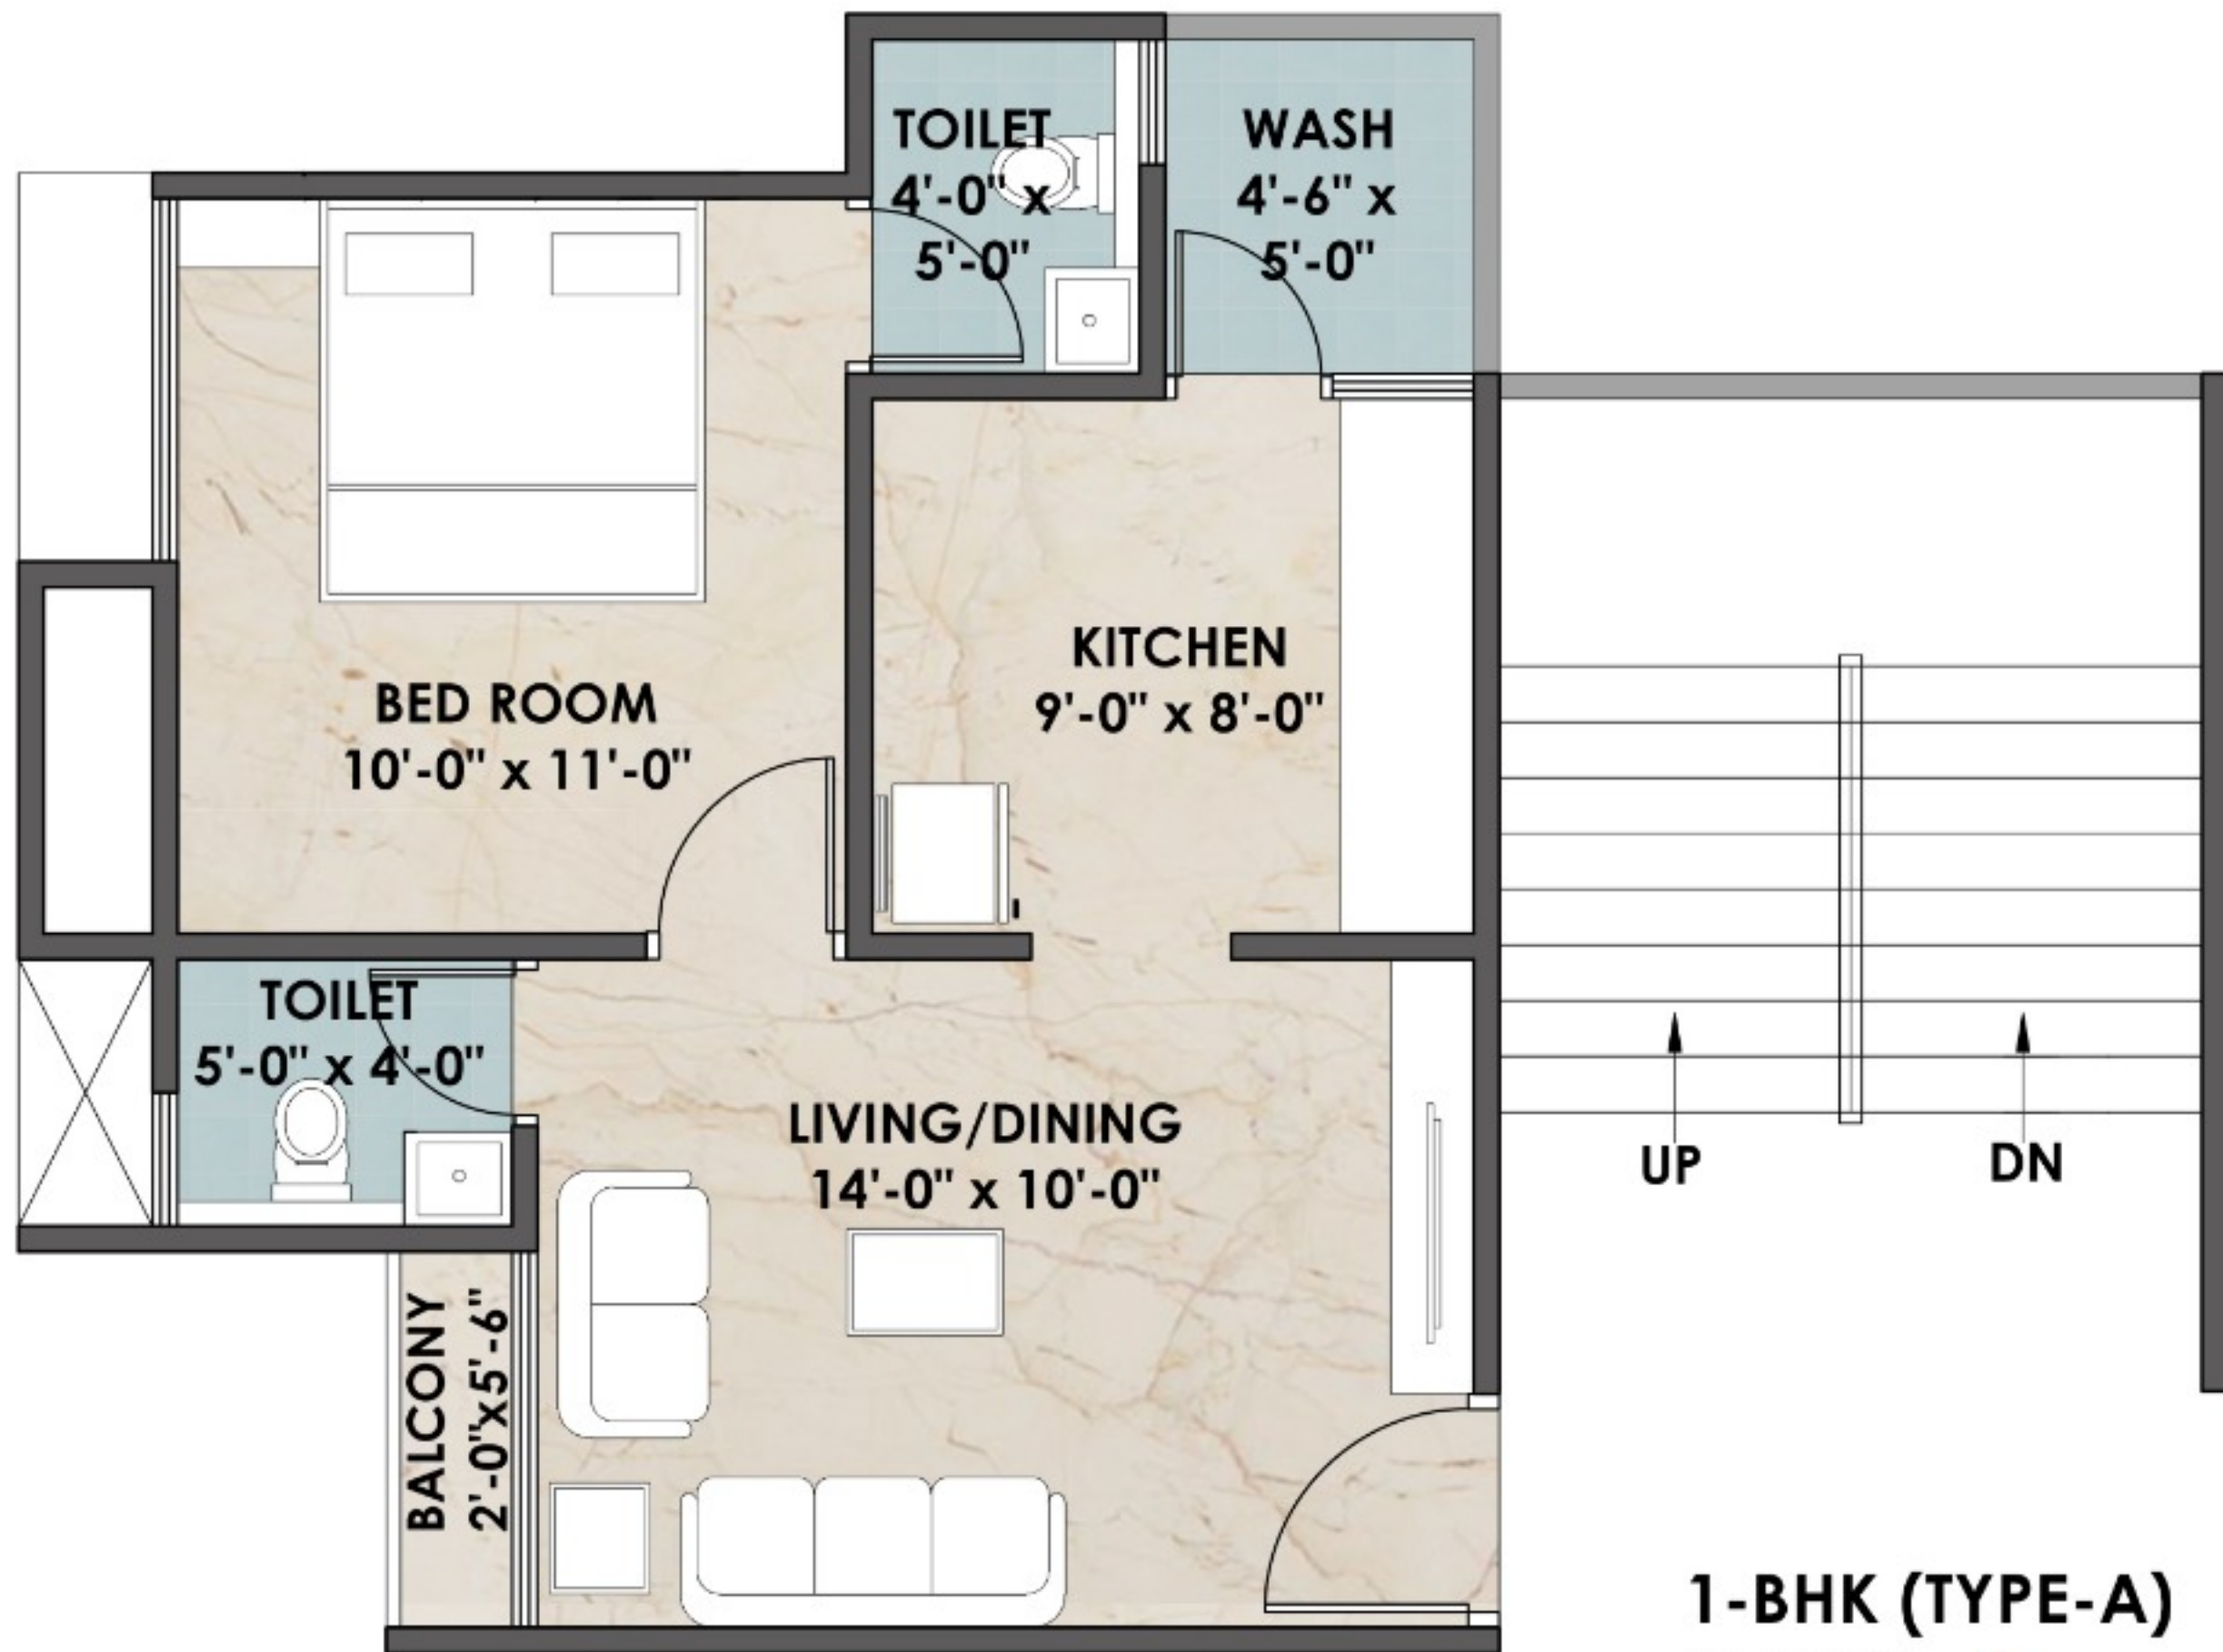 TOILET
4'-0" x
5'-0"
WASH
4'-6" x
5'-0"
KITCHEN
9'-0" x 8'-0"
BED ROOM
10'-0" x 11'-0"
TOILET
5'-0" x 4'-0"
LIVING/DINING
14'-0" x 10'-0"
UP
DN
BALCONY
2'-0"x5'-6"
1-BHK (TYPE-A)